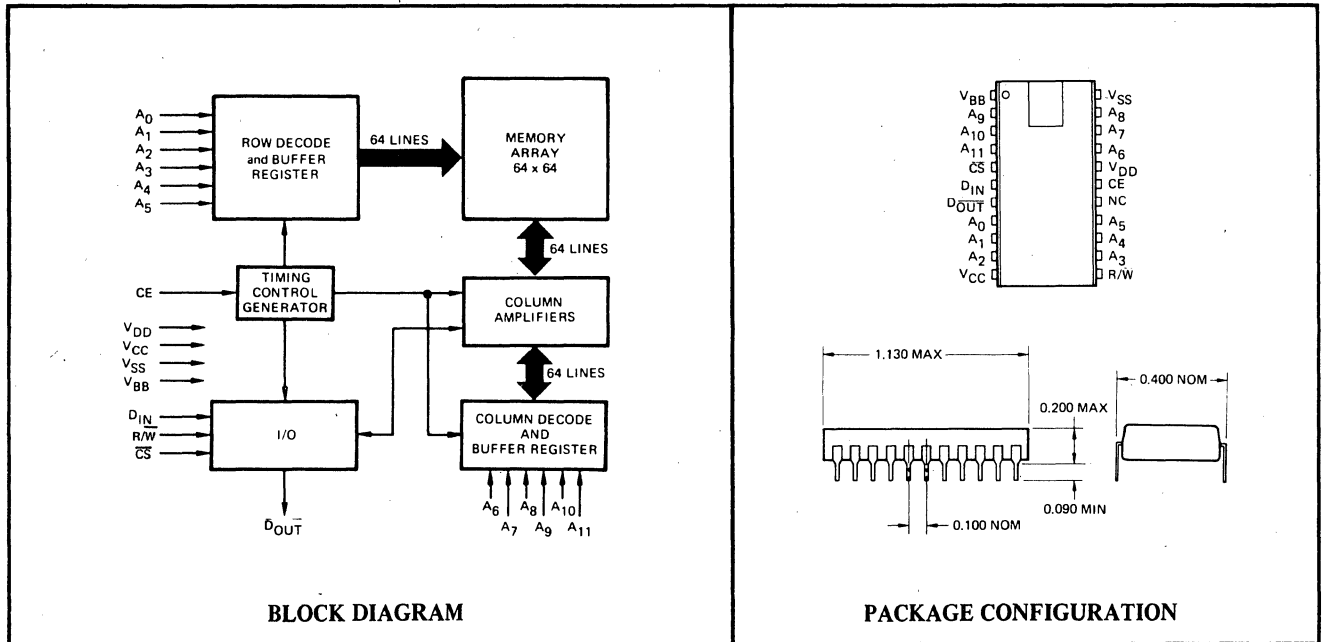 A0
A1
A2
A3
A4
A5
ROW DECODE
and BUFFER
REGISTER
64 LINES
MEMORY
ARRAY
64 x 64
64 LINES
CE
TIMING
CONTROL
GENERATOR
COLUMN
AMPLIFIERS
VDD
VCC
VSS
VBB
64 LINES
DIN
R/W̅
C̅S̅
I/O
COLUMN DECODE
AND
BUFFER REGISTER
D̅OUT̅
A6
A7
A8
A9
A10
A11
BLOCK DIAGRAM
VBB
A9
A10
A11
C̅S̅
DIN
D̅O̅U̅T̅
A0
A1
A2
VCC
VSS
A8
A7
A6
VDD
CE
NC
A5
A4
A3
R/W̅
1.130 MAX
0.400 NOM
0.200 MAX
0.090 MIN
0.100 NOM
PACKAGE CONFIGURATION